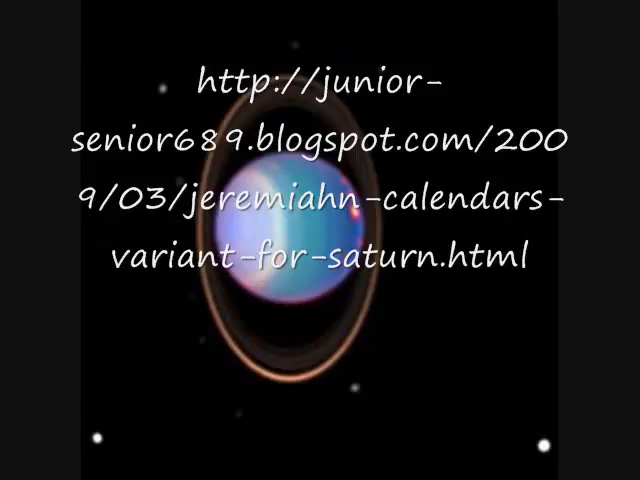 http://junior-
senior689.blogspot.com/200
9/03/jeremiahn-calendars-
variant-for-saturn.html